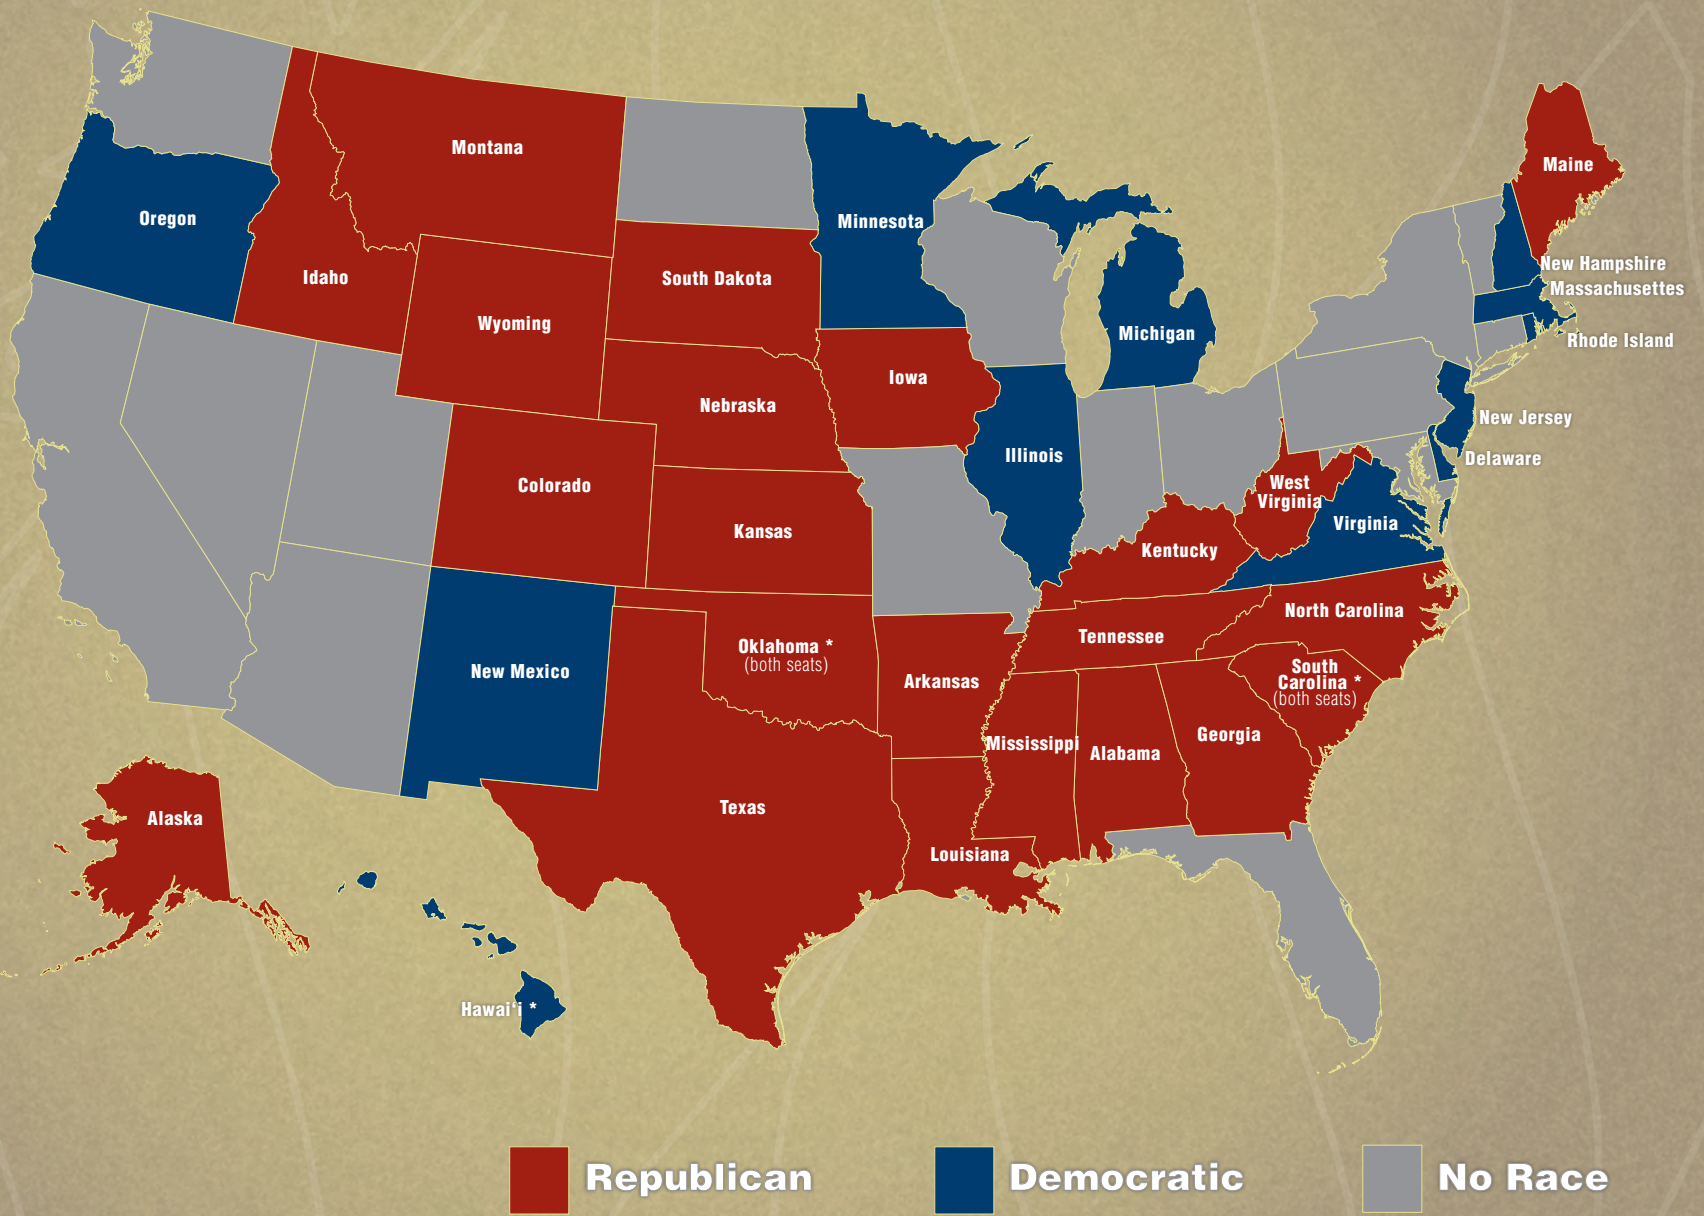 Maine
Montana
Oregon
Minnesota
New Hampshire
Idaho
South Dakota
Massachusetts
Wyoming
Michigan
Rhode Island
Iowa
Nebraska
New Jersey
Illinois
Delaware
Colorado
West
Virginia
Kansas
Virginia
Kentucky
North Carolina
Tennessee
Oklahoma *
(both seats)
New Mexico
South
Carolina *
(both seats)
Arkansas
Georgia
Mississippi
Alabama
Texas
Alaska
Louisiana
Hawai‘i *
Republican
Democratic
No Race